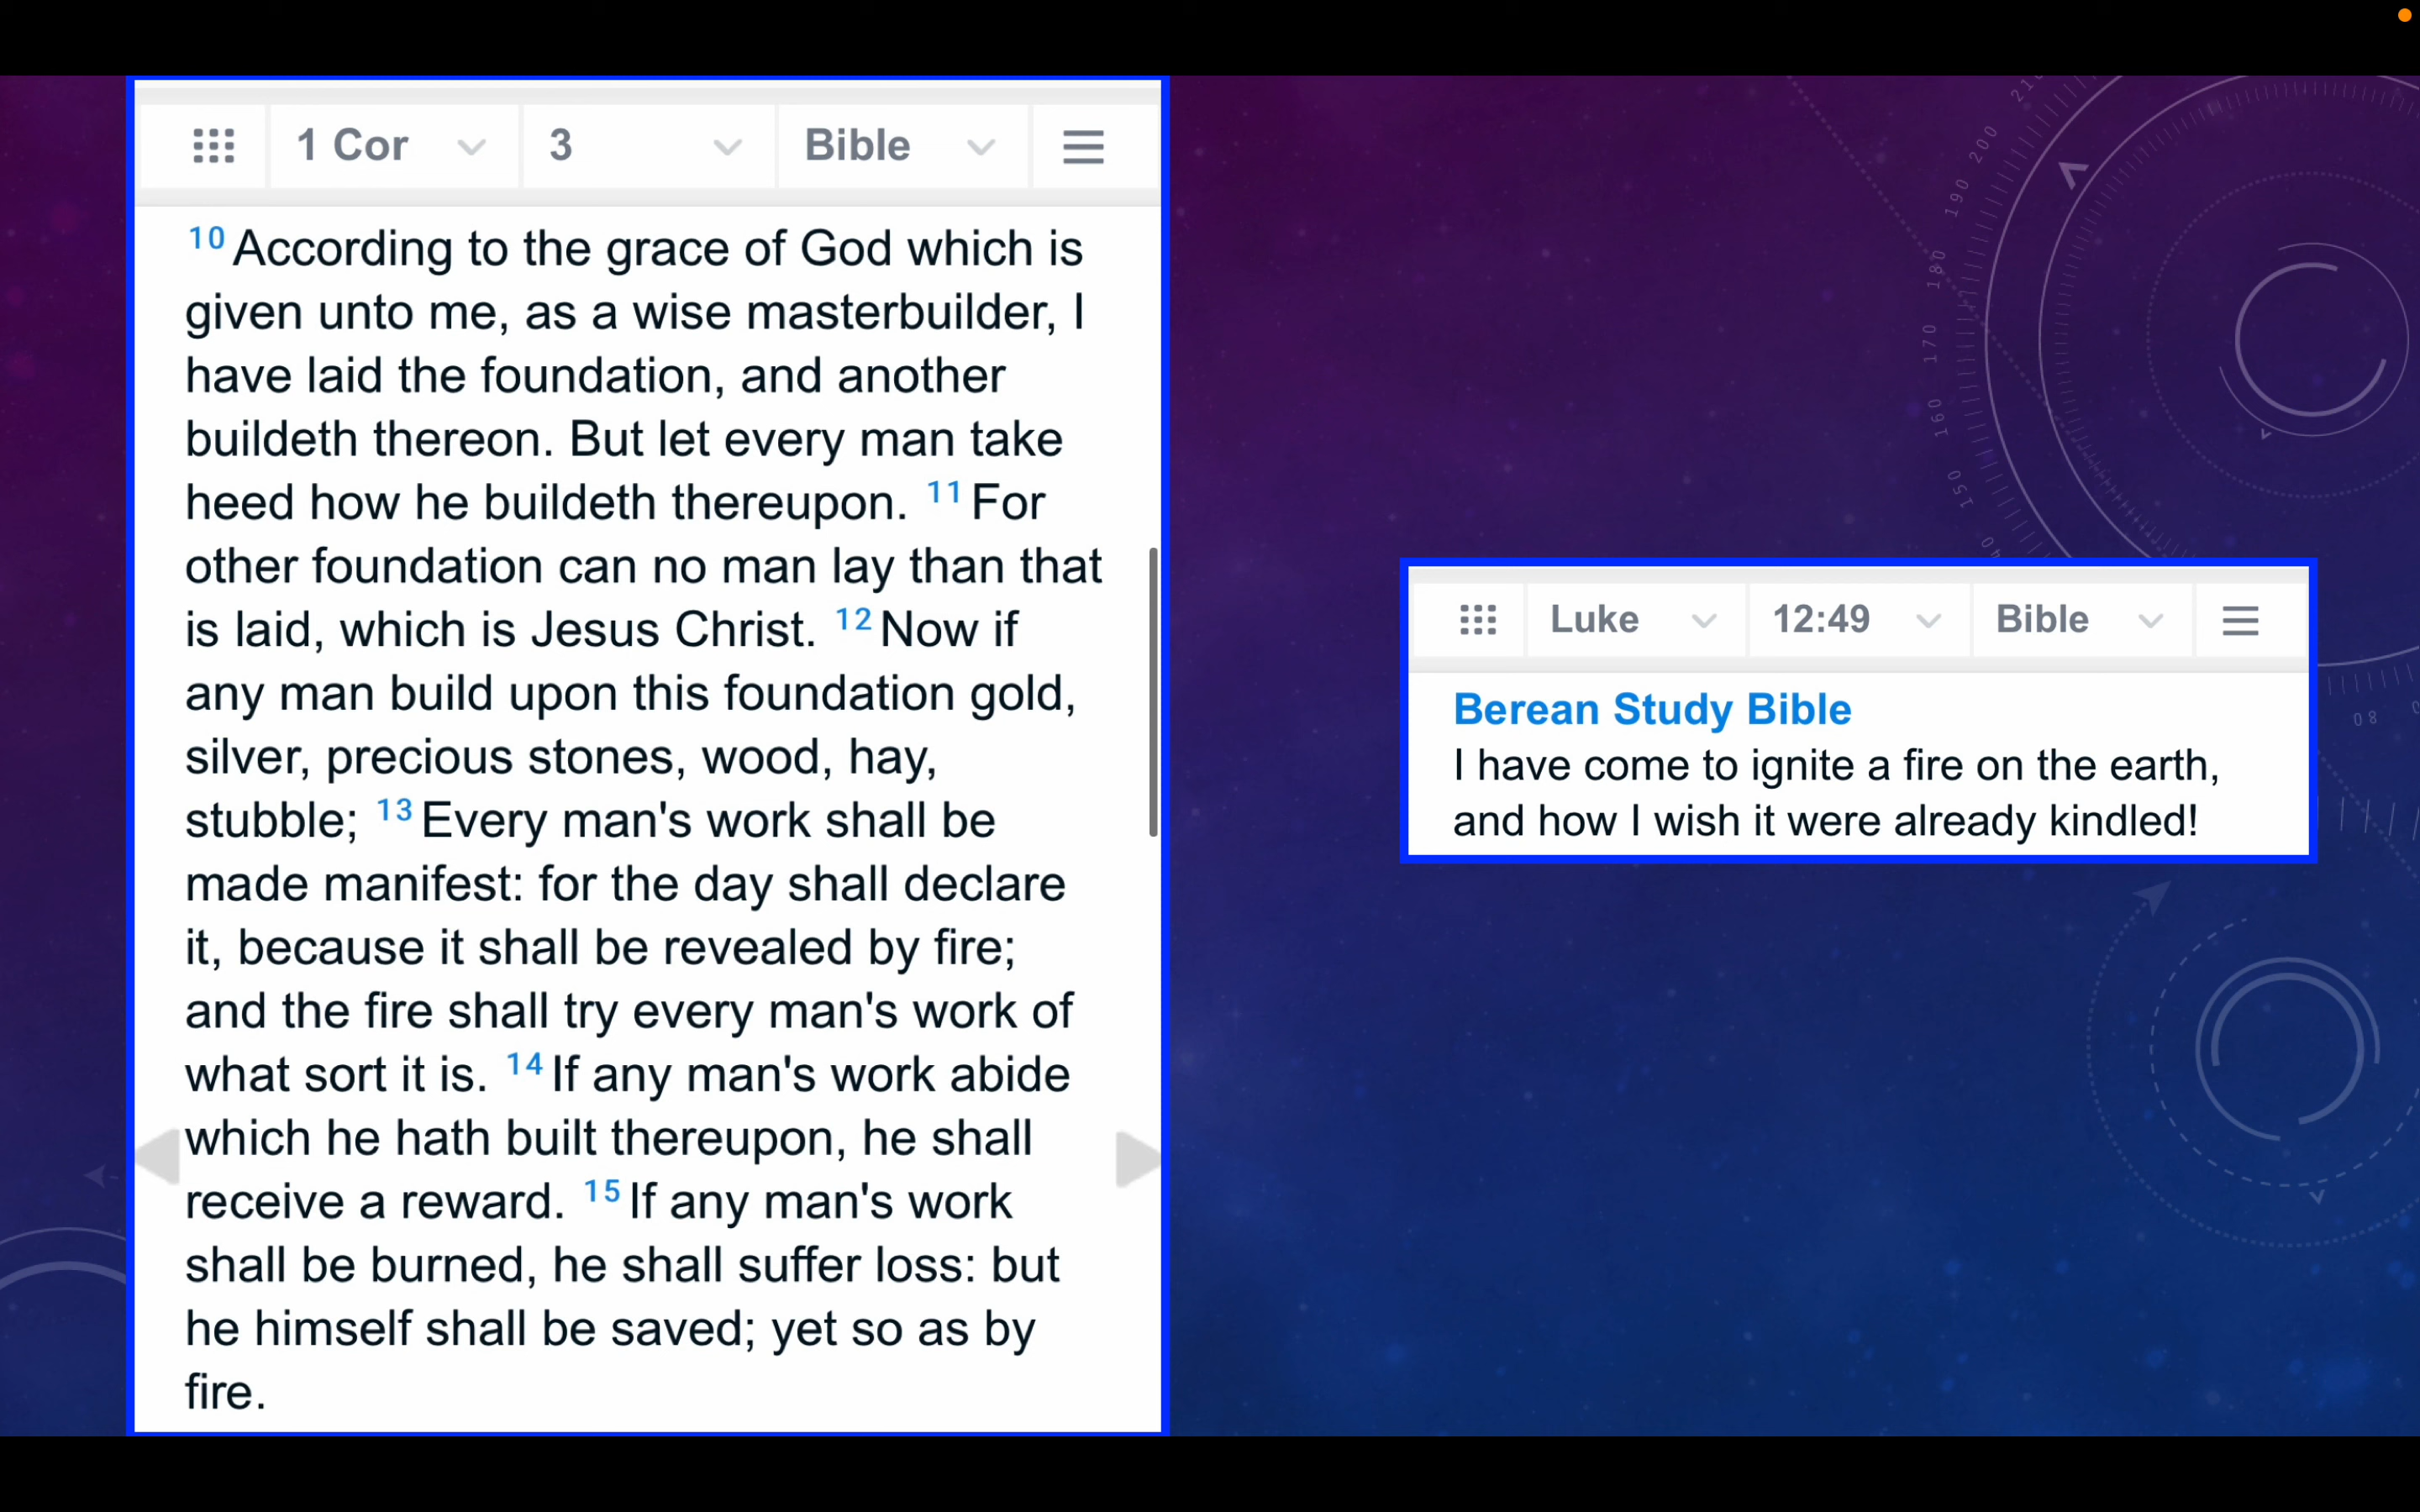 1 Cor 3 Bible
10 According to the grace of God which is
given unto me, as a wise masterbuilder, I
have laid the foundation, and another
buildeth thereon. But let every man take
heed how he buildeth thereupon. 11 For
other foundation can no man lay than that
is laid, which is Jesus Christ. 12 Now if
any man build upon this foundation gold,
silver, precious stones, wood, hay,
stubble; 13 Every man's work shall be
made manifest: for the day shall declare
it, because it shall be revealed by fire;
and the fire shall try every man's work of
what sort it is. 14 If any man's work abide
which he hath built thereupon, he shall
receive a reward. 15 If any man's work
shall be burned, he shall suffer loss: but
he himself shall be saved; yet so as by
fire.
Luke 12:49 Bible
Berean Study Bible
I have come to ignite a fire on the earth,
and how I wish it were already kindled!
200
190
180
170
160
150
80